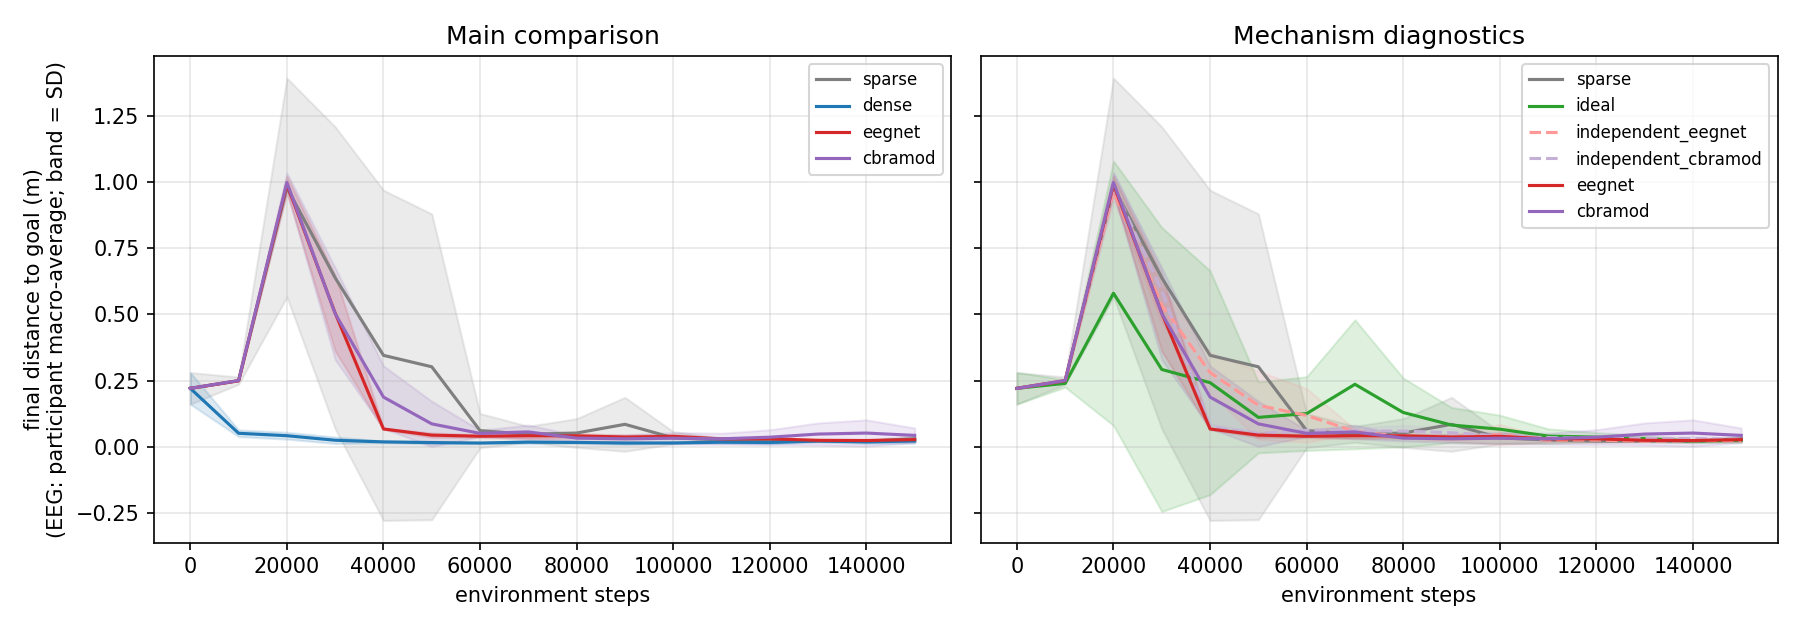 Main comparison
final distance to goal (m)
(EEG: participant macro-average; band = SD)
1.25
1.00
0.75
0.50
0.25
0.00
−0.25
sparse
dense
eegnet
cbramod
0 20000 40000 60000 80000 100000 120000 140000
environment steps
Mechanism diagnostics
sparse
ideal
independent_eegnet
independent_cbramod
eegnet
cbramod
0 20000 40000 60000 80000 100000 120000 140000
environment steps